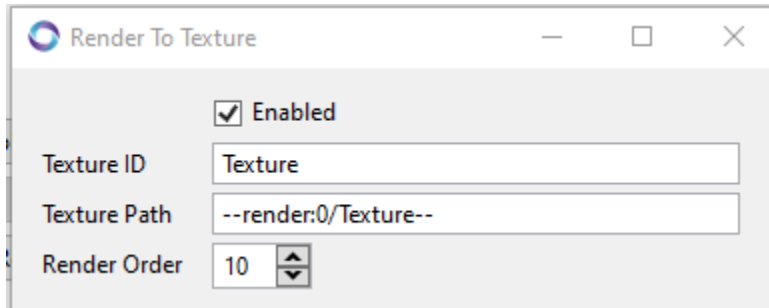 Render To Texture
Enabled
Texture ID Texture
Texture Path --render:0/Texture--
Render Order 10